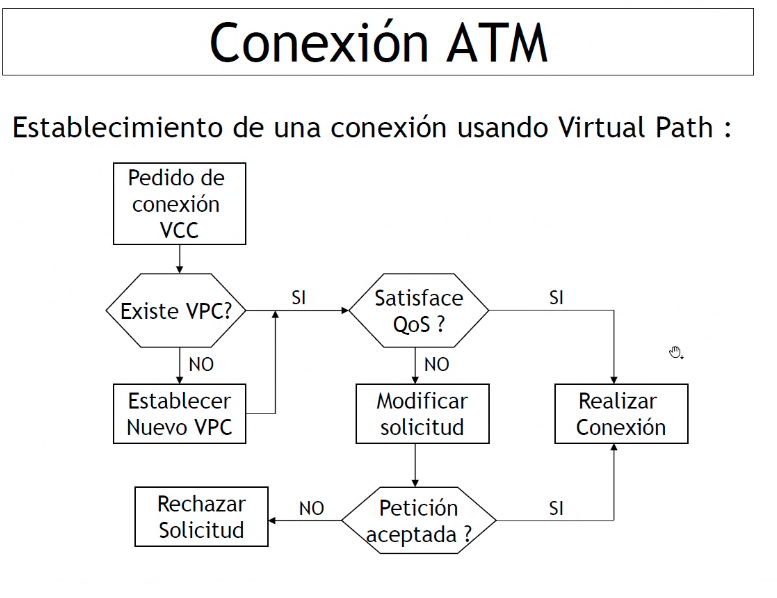 Conexión ATM
Establecimiento de una conexión usando Virtual Path :
Pedido de
conexión
VCC
Existe VPC?
SI
Satisface
QoS ?
SI
NO
NO
Establecer
Nuevo VPC
Modificar
solicitud
Realizar
Conexión
Rechazar
Solicitud
NO
Petición
aceptada ?
SI